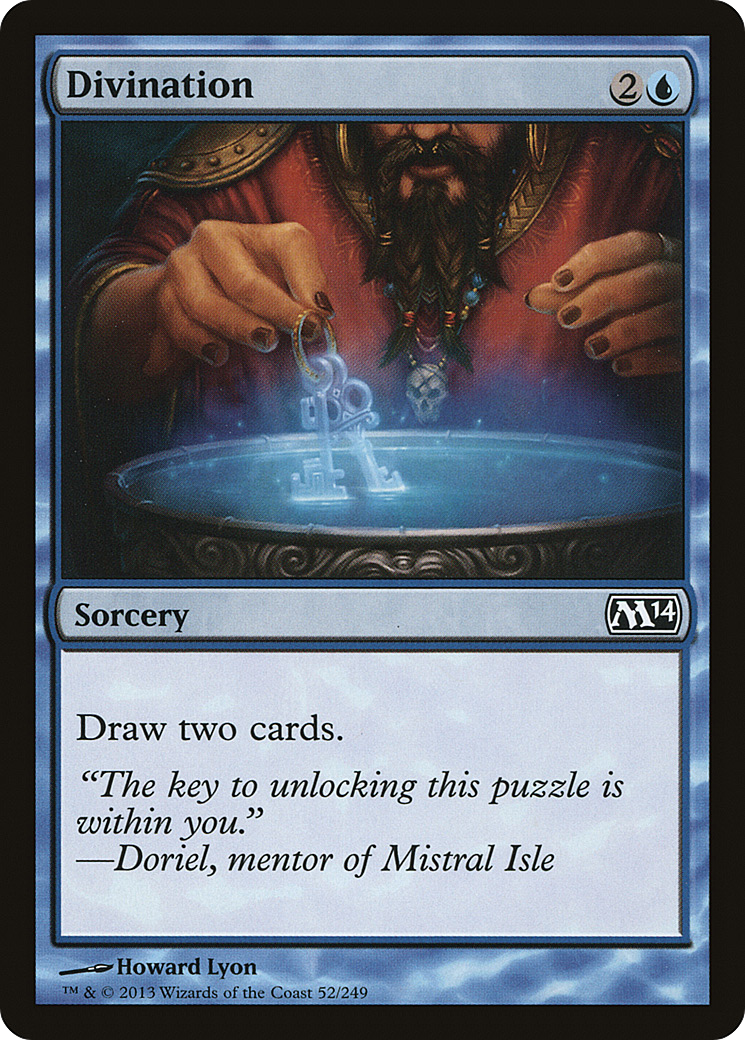 Divination 2
Sorcery M14
Draw two cards.
“The key to unlocking this puzzle is
within you.”
—Doriel, mentor of Mistral Isle
Howard Lyon
™ & © 2013 Wizards of the Coast 52/249